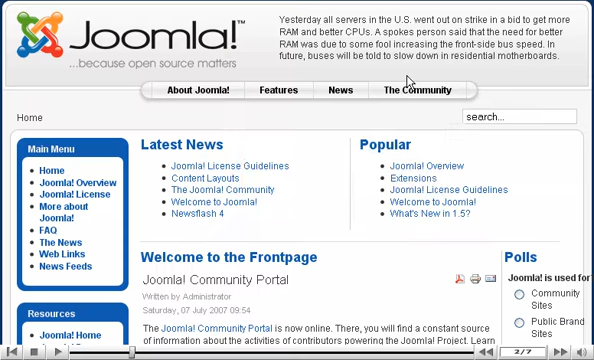 Joomla!™
...because open source matters
Yesterday all servers in the U.S. went out on strike in a bid to get more
RAM and better CPUs. A spokes person said that the need for better
RAM was due to some fool increasing the front-side bus speed. In
future, buses will be told to slow down in residential motherboards.
About Joomla! Features News The Community
Home
search...
Main Menu
Home
Joomla! Overview
Joomla! License
More about
Joomla!
FAQ
The News
Web Links
News Feeds
Resources
Joomla! Home
Latest News
Joomla! License Guidelines
Content Layouts
The Joomla! Community
Welcome to Joomla!
Newsflash 4
Popular
Joomla! Overview
Extensions
Joomla! License Guidelines
Welcome to Joomla!
What's New in 1.5?
Welcome to the Frontpage
Joomla! Community Portal
Written by Administrator
Saturday, 07 July 2007 09:54
The Joomla! Community Portal is now online. There, you will find a constant source
of information about the activities of contributors powering the Joomla! Project. Learn
Polls
Joomla! is used for
Community
Sites
Public Brand
Sites
2/7